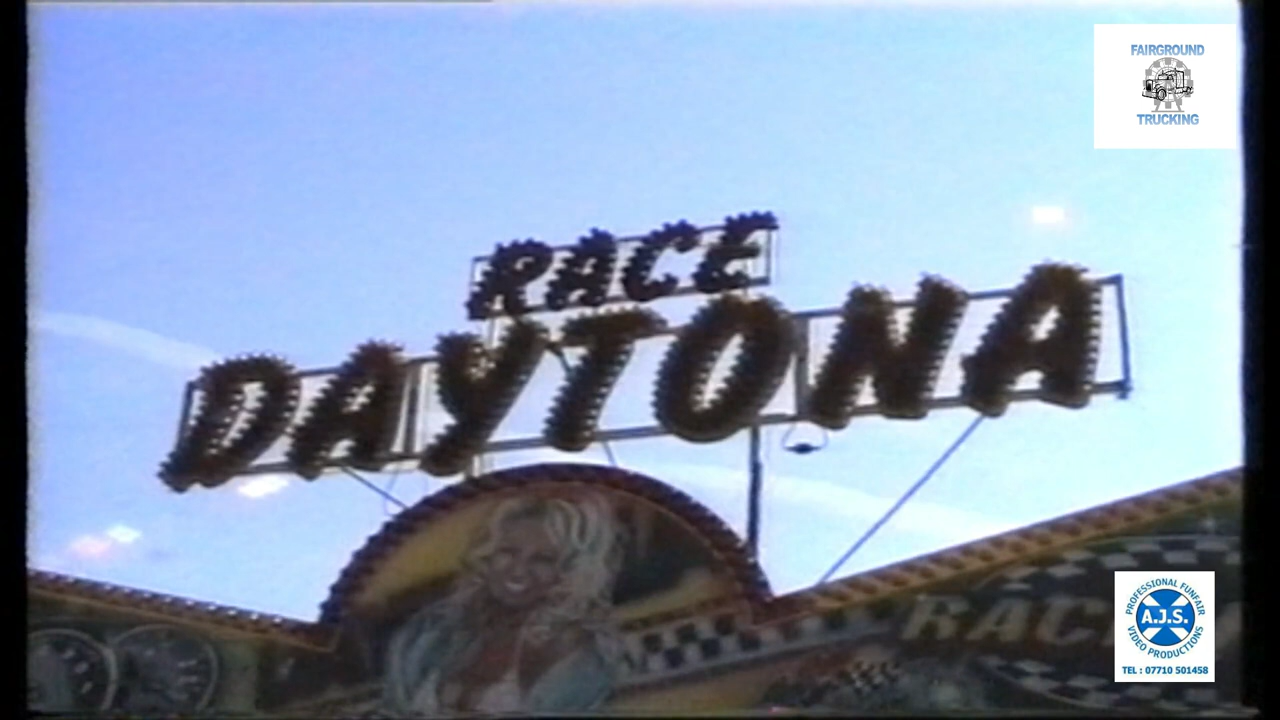 FAIRGROUND
TRUCKING
RACE
DAYTONA
RAC
PROFESSIONAL FUNFAIR
A.J.S.
VIDEO PRODUCTIONS
TEL : 07710 501458